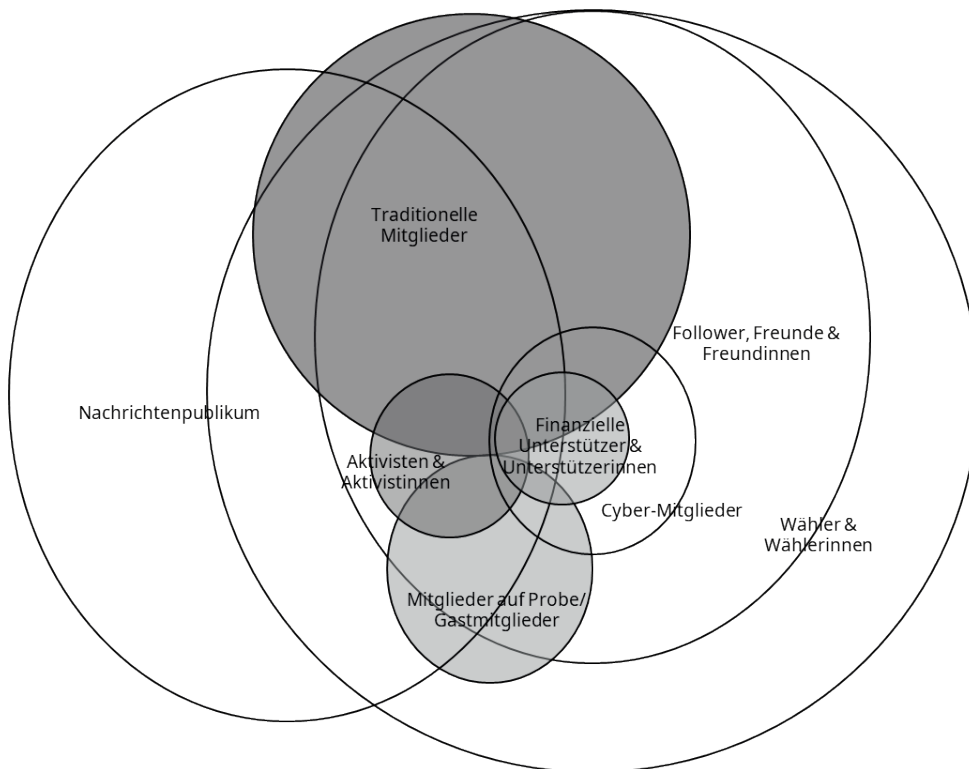 Traditionelle
Mitglieder
Follower, Freunde &
Freundinnen
Nachrichtenpublikum
Finanzielle
Unterstützer &
Unterstützerinnen
Aktivisten &
Aktivistinnen
Cyber-Mitglieder
Wähler &
Wählerinnen
Mitglieder auf Probe/
Gastmitglieder